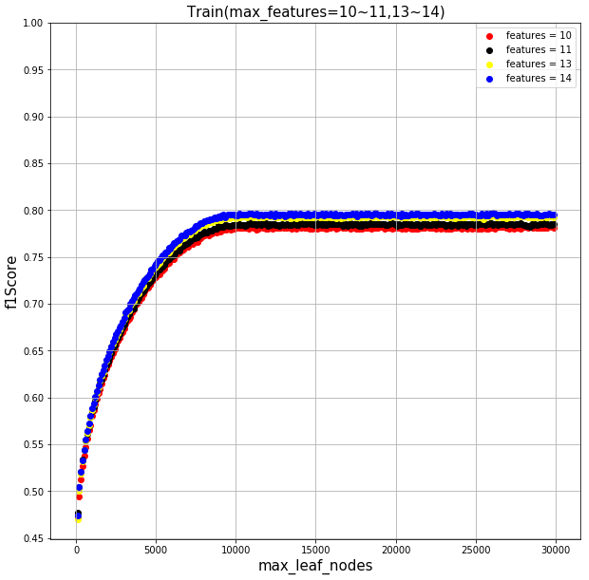 Train(max_features=10~11,13~14)
features = 10
features = 11
features = 13
features = 14
1.00
0.95
0.90
0.85
0.80
0.75
0.70
0.65
0.60
0.55
0.50
0.45
f1Score
0
5000
10000
15000
20000
25000
30000
max_leaf_nodes